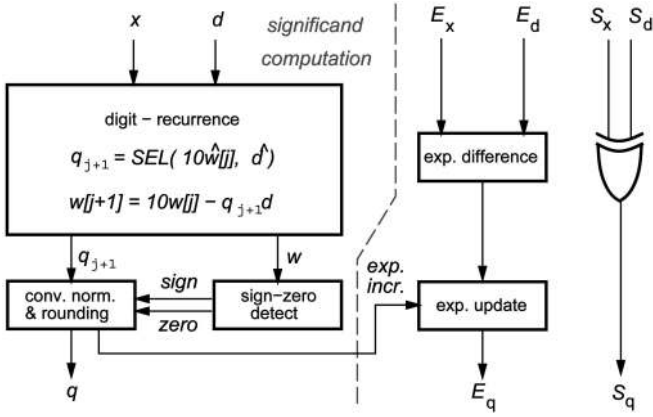 x d significand computation
E_x E_d
S_x S_d
digit – recurrence
q_{j+1} = SEL( 10ŵ[j], d̂ )
w[j+1] = 10w[j] – q_{j+1}d
exp. difference
q_{j+1} w
exp. incr.
conv. norm. & rounding
sign
zero
sign–zero detect
exp. update
q
E_q
S_q